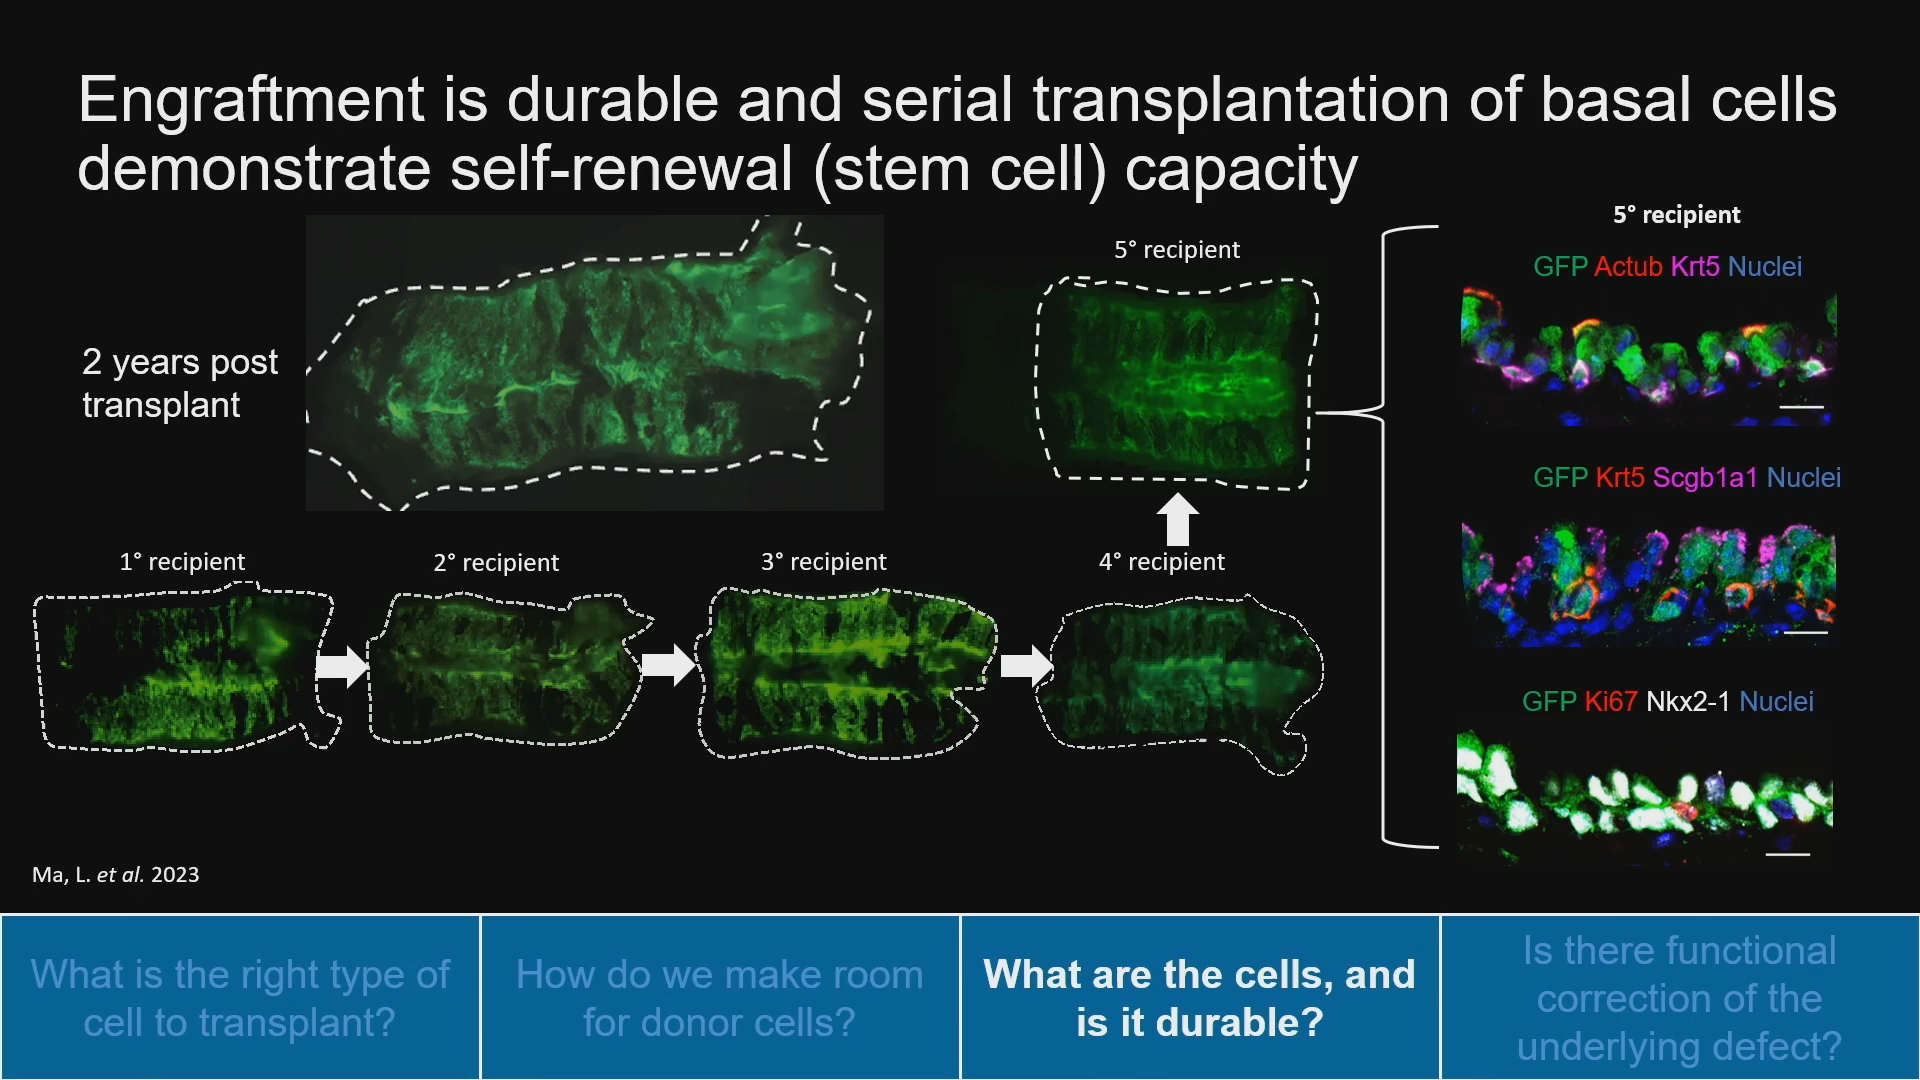 Engraftment is durable and serial transplantation of basal cells
demonstrate self-renewal (stem cell) capacity
2 years post
transplant
5° recipient
5° recipient
GFP Actub Krt5 Nuclei
GFP Krt5 Scgb1a1 Nuclei
GFP Ki67 Nkx2-1 Nuclei
1° recipient
2° recipient
3° recipient
4° recipient
Ma, L. et al. 2023
What is the right type of
cell to transplant?
How do we make room
for donor cells?
What are the cells, and
is it durable?
Is there functional
correction of the
underlying defect?